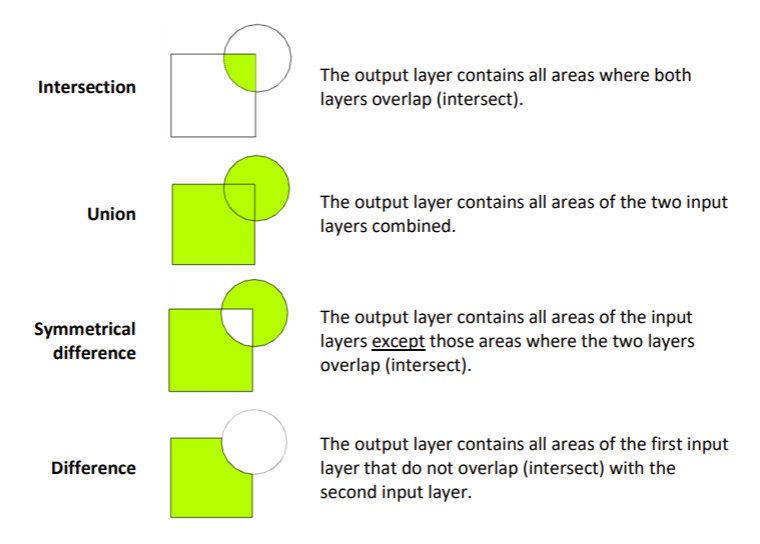 Intersection
The output layer contains all areas where both
layers overlap (intersect).
Union
The output layer contains all areas of the two input
layers combined.
Symmetrical
difference
The output layer contains all areas of the input
layers except those areas where the two layers
overlap (intersect).
Difference
The output layer contains all areas of the first input
layer that do not overlap (intersect) with the
second input layer.